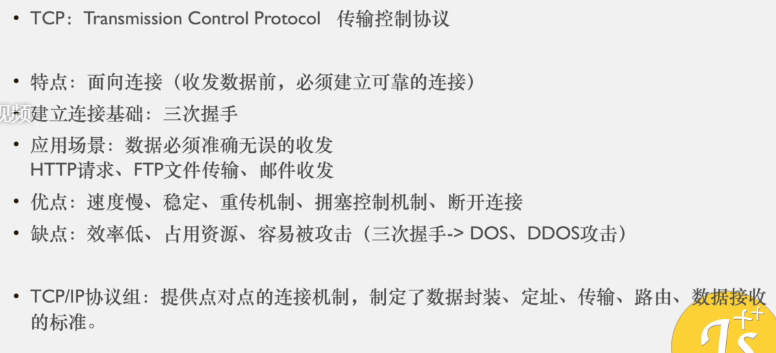 • TCP：Transmission Control Protocol 传输控制协议
• 特点：面向连接（收发数据前，必须建立可靠的连接）
视频
• 建立连接基础：三次握手
• 应用场景：数据必须准确无误的收发
HTTP请求、FTP文件传输、邮件收发
• 优点：速度慢、稳定、重传机制、拥塞控制机制、断开连接
• 缺点：效率低、占用资源、容易被攻击（三次握手-> DOS、DDOS攻击）
• TCP/IP协议组：提供点对点的连接机制，制定了数据封装、定址、传输、路由、数据接收
的标准。
Js++